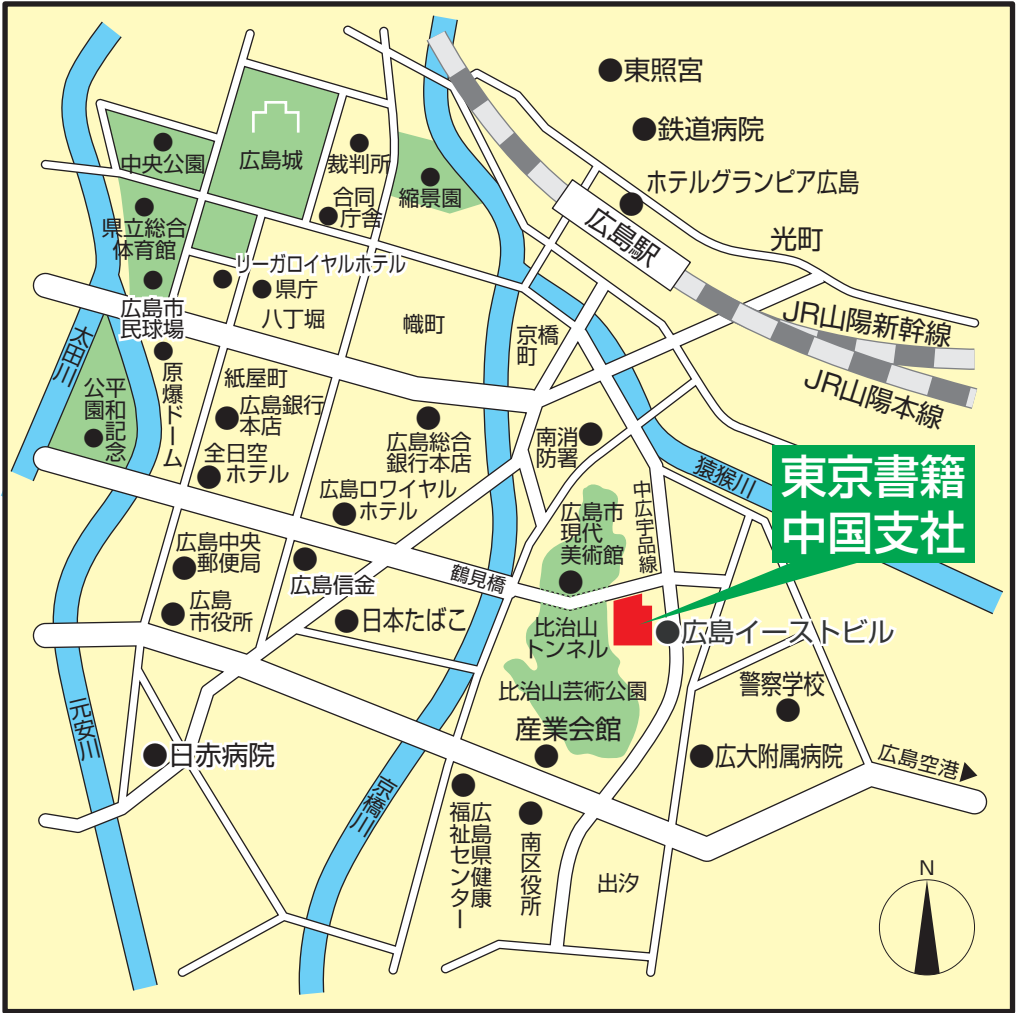 東照宮
鉄道病院
ホテルグランピア広島
広島駅
光町
JR山陽新幹線
JR山陽本線
中央公園
広島城
裁判所
合同
庁舎
縮景園
県立総合
体育館
リーガロイヤルホテル
県庁
八丁堀
幟町
京橋
町
広島市
民球場
太田川
原爆ドーム
平和記念
公園
紙屋町
広島銀行
本店
全日空
ホテル
広島総合
銀行本店
広島ロワイヤル
ホテル
南消
防署
猿猴川
東京書籍
中国支社
中広宇品線
広島市
現代
美術館
広島中央
郵便局
広島信金
鶴見橋
広島
市役所
日本たばこ
比治山
トンネル
広島イーストビル
比治山芸術公園
警察学校
産業会館
元安川
日赤病院
広大附属病院
広島空港
京橋川
広島県健康
福祉センター
南区役所
出汐
N